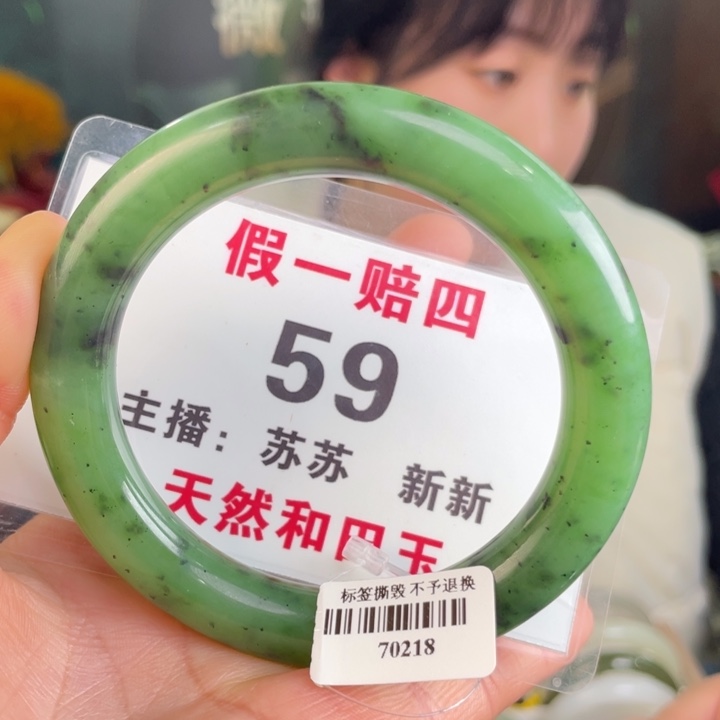 微
假一赔四
59
主播：苏苏 新新
天然和田玉
标签撕毁 不予退换
70218